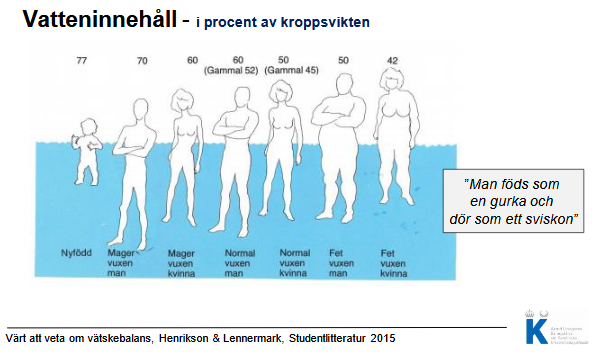 Vatteninnehåll - i procent av kroppsvikten
77 70 60 60 50 50 42
(Gammal 52) (Gammal 45)
"Man föds som
en gurka och
dör som ett sviskon"
Nyfödd
Mager
vuxen
man
Mager
vuxen
kvinna
Normal
vuxen
man
Normal
vuxen
kvinna
Fet
vuxen
man
Fet
vuxen
kvinna
Värt att veta om vätskebalans, Henrikson & Lennermark, Studentlitteratur 2015
K